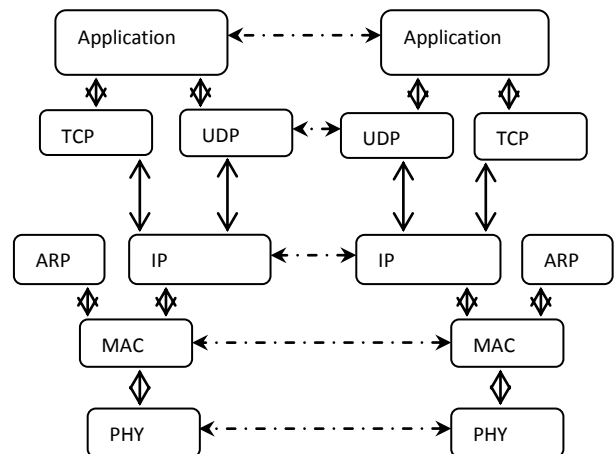 Application Application
TCP UDP UDP TCP
ARP IP IP ARP
MAC MAC
PHY PHY